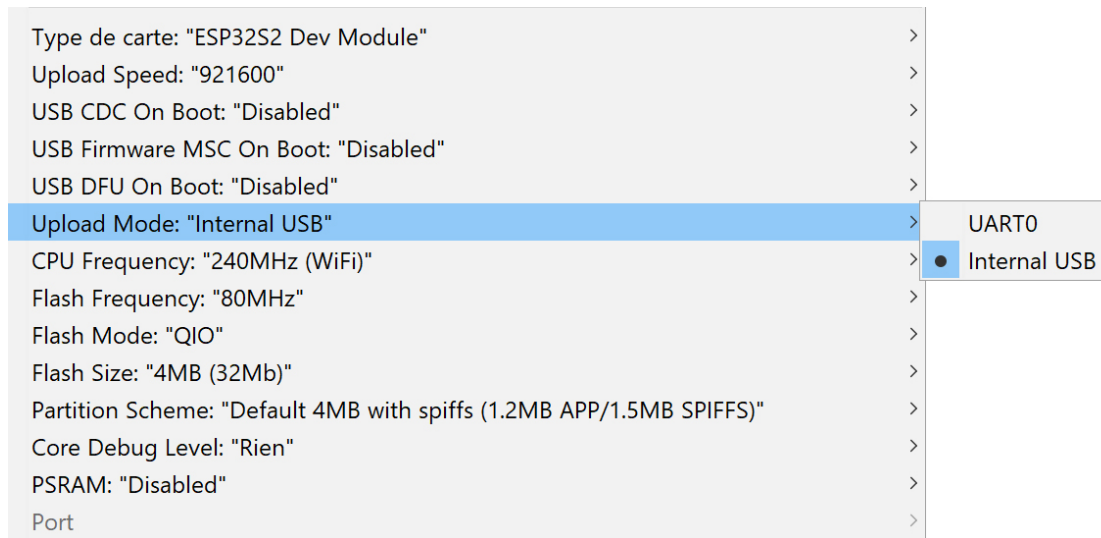 Type de carte: "ESP32S2 Dev Module"
Upload Speed: "921600"
USB CDC On Boot: "Disabled"
USB Firmware MSC On Boot: "Disabled"
USB DFU On Boot: "Disabled"
Upload Mode: "Internal USB"
UART0
CPU Frequency: "240MHz (WiFi)"
Internal USB
Flash Frequency: "80MHz"
Flash Mode: "QIO"
Flash Size: "4MB (32Mb)"
Partition Scheme: "Default 4MB with spiffs (1.2MB APP/1.5MB SPIFFS)"
Core Debug Level: "Rien"
PSRAM: "Disabled"
Port